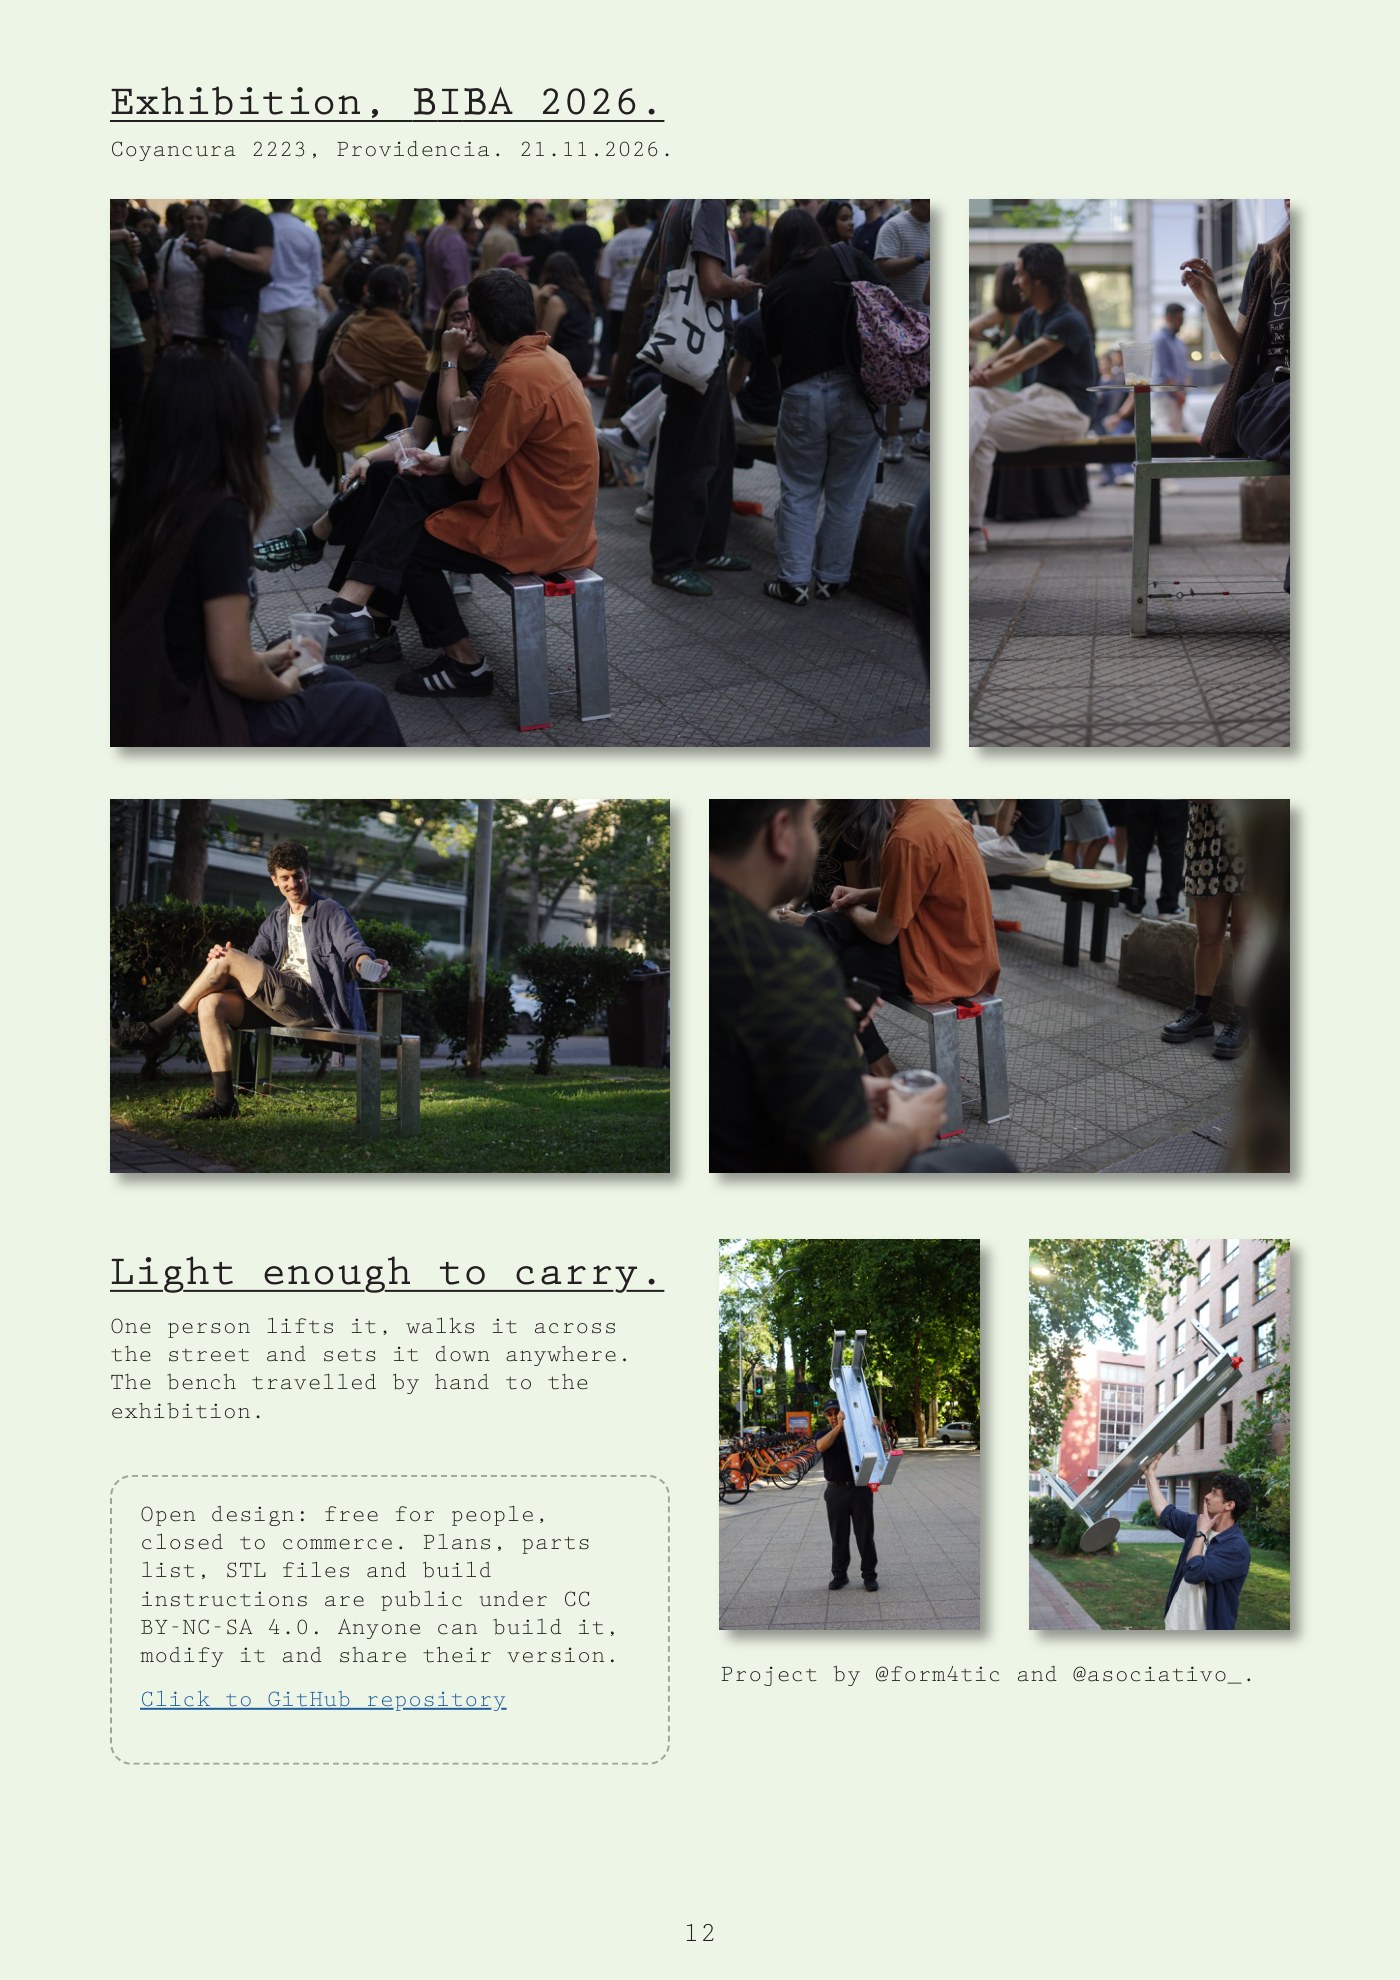 Exhibition, BIBA 2026.
Coyancura 2223, Providencia. 21.11.2026.
TOPM
Light enough to carry.
One person lifts it, walks it across
the street and sets it down anywhere.
The bench travelled by hand to the
exhibition.
Open design: free for people,
closed to commerce. Plans, parts
list, STL files and build
instructions are public under CC
BY-NC-SA 4.0. Anyone can build it,
modify it and share their version.
Click to GitHub repository
Project by @form4tic and @asociativo_.
12